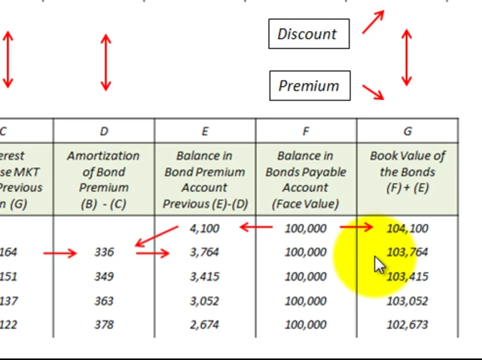 Discount
Premium
C D E F G
erest Amortization Balance in Balance in Book Value of
se MKT of Bond Bond Premium Bonds Payable the Bonds
Previous Premium Account Account (F) + (E)
n (G) (B) - (C) Previous (E)-(D) (Face Value)
4,100 100,000 104,100
164 336 3,764 100,000 103,764
151 349 3,415 100,000 103,415
137 363 3,052 100,000 103,052
122 378 2,674 100,000 102,673